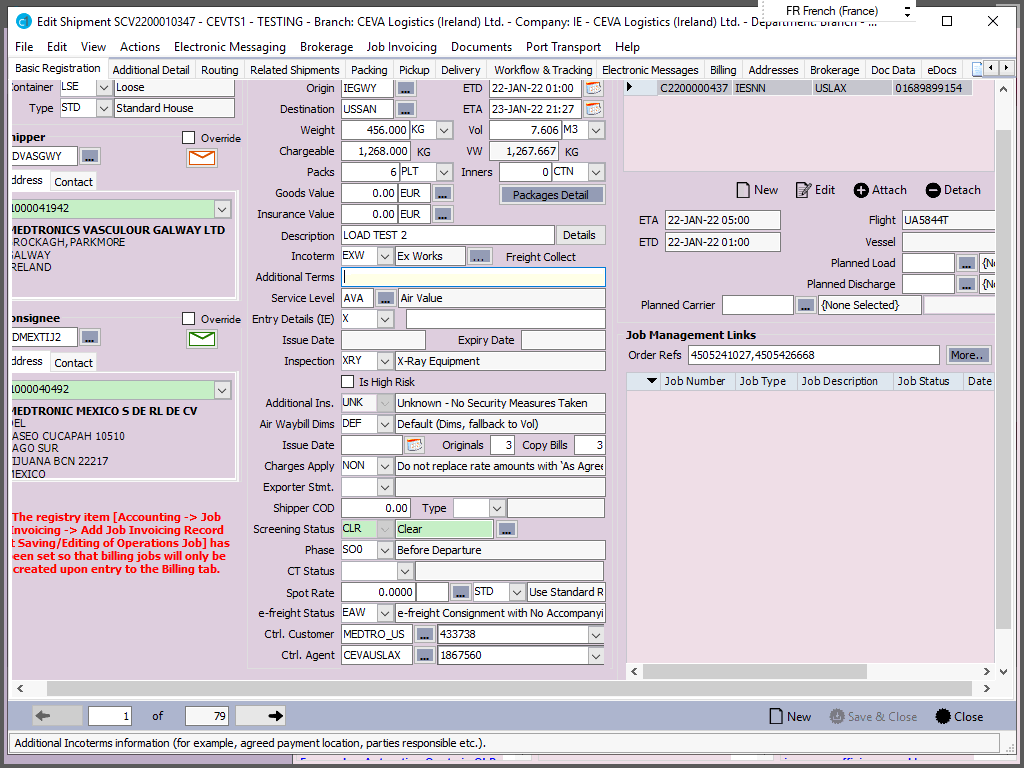 FR French (France)
Edit Shipment SCV2200010347 - CEVTS1 - TESTING - Branch: CEVA Logistics (Ireland) Ltd. - Company: IE - CEVA Logistics (Ireland) Ltd. - Department: Branch - ...
File Edit View Actions Electronic Messaging Brokerage Job Invoicing Documents Port Transport Help
Basic Registration Additional Detail Routing Related Shipments Packing Pickup Delivery Workflow & Tracking Electronic Messages Billing Addresses Brokerage Doc Data eDocs
ontainer LSE Loose
Type STD Standard House
hipper Override
DVASGWY ...
ddress Contact
1000041942
MEDTRONICS VASCULOUR GALWAY LTD
ROCKAGH, PARKMORE
ALWAY
RELAND
onsignee Override
DMEXTIJ2 ...
ddress Contact
1000040492
MEDTRONIC MEXICO S DE RL DE CV
DEL
ASEO CUCAPAH 10510
AGO SUR
IJUANA BCN 22217
MEXICO
The registry item [Accounting -> Job
Invoicing -> Add Job Invoicing Record
t Saving/Editing of Operations Job] has
een set so that billing jobs will only be
created upon entry to the Billing tab.
Origin IEGWY ... ETD 22-JAN-22 01:00
Destination USSAN ... ETA 23-JAN-22 21:27
Weight 456.000 KG Vol 7.606 M3
Chargeable 1,268.000 KG VW 1,267.667 KG
Packs 6 PLT Inners 0 CTN
Goods Value 0.00 EUR ... Packages Detail
Insurance Value 0.00 EUR ...
Description LOAD TEST 2 Details
Incoterm EXW Ex Works ... Freight Collect
Additional Terms
Service Level AVA ... Air Value
Entry Details (IE) X
Issue Date Expiry Date
Inspection XRY X-Ray Equipment
Is High Risk
Additional Ins. UNK Unknown - No Security Measures Taken
Air Waybill Dims DEF Default (Dims, fallback to Vol)
Issue Date Originals 3 Copy Bills 3
Charges Apply NON Do not replace rate amounts with 'As Agree
Exporter Stmt.
Shipper COD 0.00 Type
Screening Status CLR Clear ...
Phase SO0 Before Departure
CT Status
Spot Rate 0.0000 ... STD Use Standard R
e-freight Status EAW e-freight Consignment with No Accompanyi
Ctrl. Customer MEDTRO_US ... 433738
Ctrl. Agent CEVAUSLAX ... 1867560
C2200000437 IESNN USLAX 01689899154
New Edit Attach Detach
ETA 22-JAN-22 05:00 Flight UA5844T
ETD 22-JAN-22 01:00 Vessel
Planned Load ... {No
Planned Discharge ... {No
Planned Carrier ... {None Selected}
Job Management Links
Order Refs 4505241027,4505426668 More..
Job Number Job Type Job Description Job Status Date
1 of 79 New Save & Close Close
Additional Incoterms information (for example, agreed payment location, parties responsible etc.).